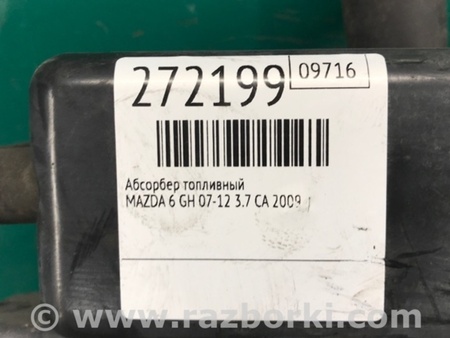 272199 09716
Абсорбер топливный
MAZDA 6 GH 07-12 3.7 CA 2009
© www.razborki.com